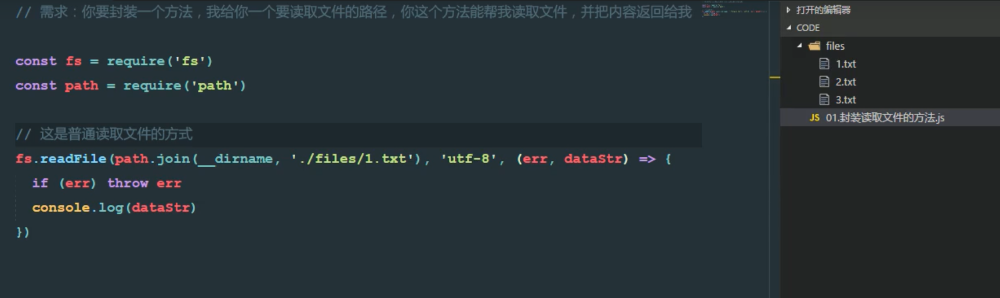 // 需求：你要封装一个方法，我给你一个要读取文件的路径，你这个方法能帮我读取文件，并把内容返回给我
const fs = require('fs')
const path = require('path')
// 这是普通读取文件的方式
fs.readFile(path.join(__dirname, './files/1.txt'), 'utf-8', (err, dataStr) => {
  if (err) throw err
  console.log(dataStr)
})
打开的编辑器
CODE
files
1.txt
2.txt
3.txt
JS 01.封装读取文件的方法.js